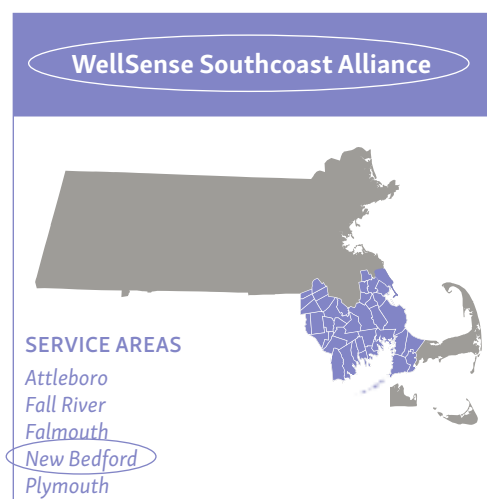 WellSense Southcoast Alliance
SERVICE AREAS
Attleboro
Fall River
Falmouth
New Bedford
Plymouth